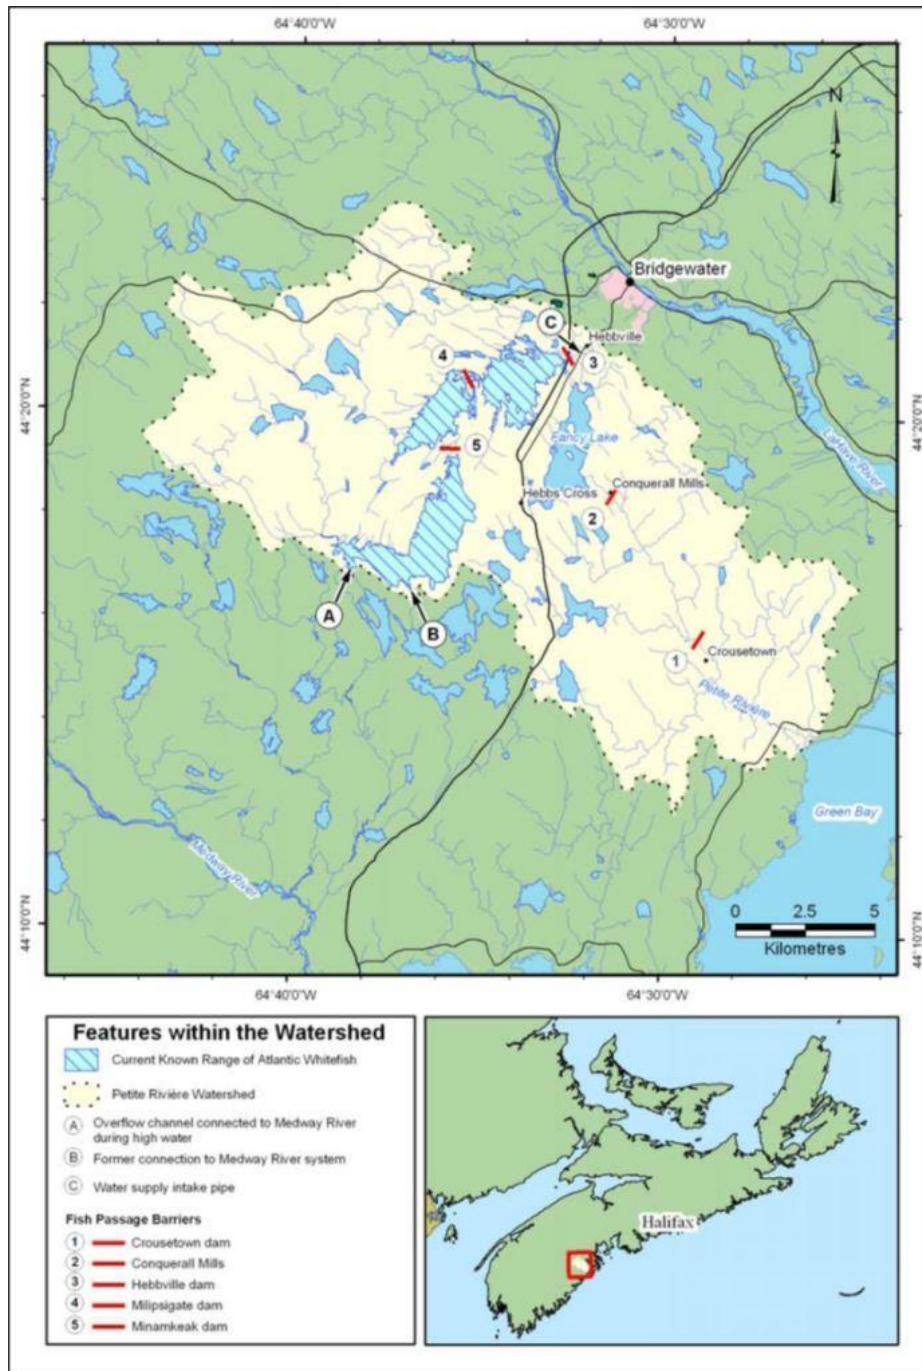 64°40'0"W
64°30'0"W
N
Bridgewater
C
Hebbville
4
3
44°20'0"N
44°20'0"N
5
Fancy Lake
LaHave River
Conquerall Mills
Hebbs Cross
2
A
B
1
Crousetown
Petite Rivière
Green Bay
Medway River
44°10'0"N
44°10'0"N
0 2.5 5
Kilometres
64°40'0"W
64°30'0"W
Features within the Watershed
Current Known Range of Atlantic Whitefish
Petite Rivière Watershed
A Overflow channel connected to Medway River
during high water
B Former connection to Medway River system
C Water supply intake pipe
Fish Passage Barriers
1 Crousetown dam
2 Conquerall Mills
3 Hebbville dam
4 Milipsigate dam
5 Minamkeak dam
Halifax